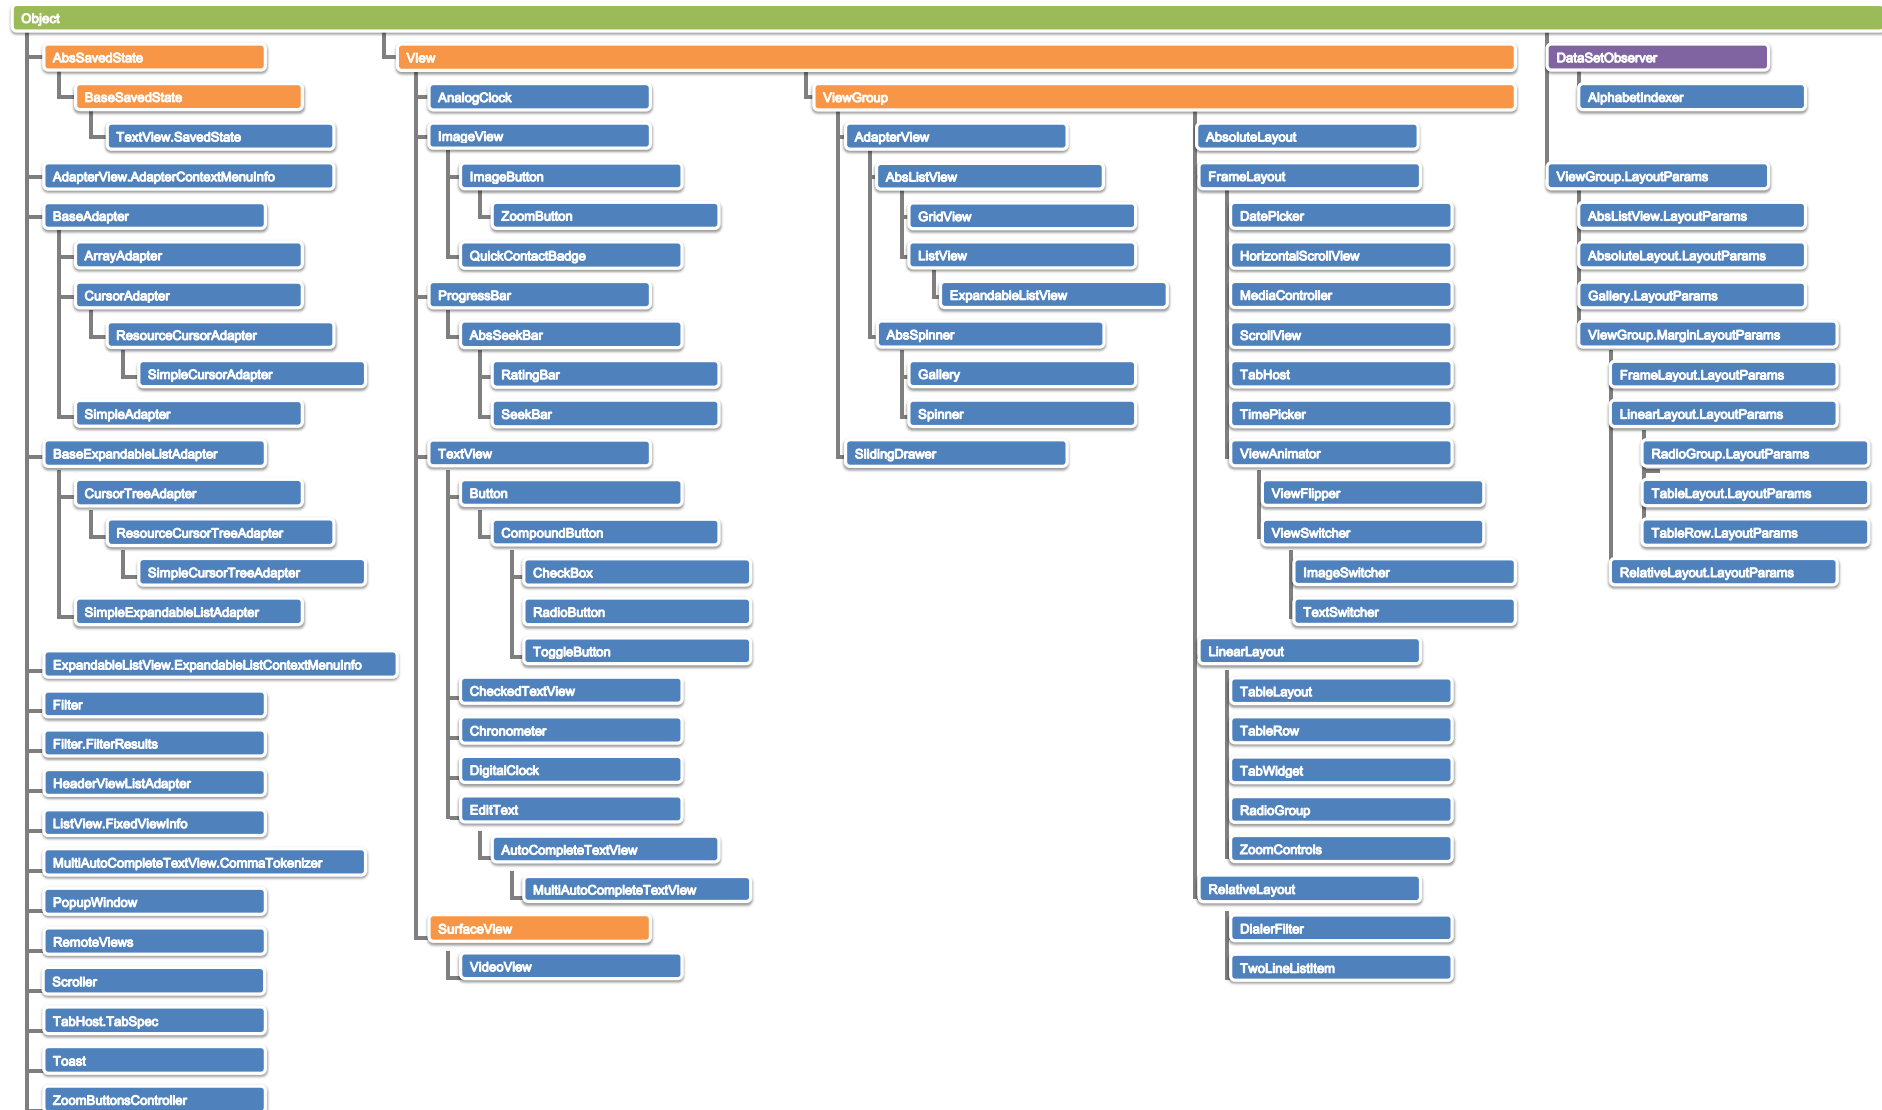 Object
AbsSavedState
BaseSavedState
TextView.SavedState
AdapterView.AdapterContextMenuInfo
BaseAdapter
ArrayAdapter
CursorAdapter
ResourceCursorAdapter
SimpleCursorAdapter
SimpleAdapter
BaseExpandableListAdapter
CursorTreeAdapter
ResourceCursorTreeAdapter
SimpleCursorTreeAdapter
SimpleExpandableListAdapter
ExpandableListView.ExpandableListContextMenuInfo
Filter
Filter.FilterResults
HeaderViewListAdapter
ListView.FixedViewInfo
MultiAutoCompleteTextView.CommaTokenizer
PopupWindow
RemoteViews
Scroller
TabHost.TabSpec
Toast
ZoomButtonsController
View
AnalogClock
ImageView
ImageButton
ZoomButton
QuickContactBadge
ProgressBar
AbsSeekBar
RatingBar
SeekBar
TextView
Button
CompoundButton
CheckBox
RadioButton
ToggleButton
CheckedTextView
Chronometer
DigitalClock
EditText
AutoCompleteTextView
MultiAutoCompleteTextView
SurfaceView
VideoView
ViewGroup
AdapterView
AbsListView
GridView
ListView
ExpandableListView
AbsSpinner
Gallery
Spinner
SlidingDrawer
AbsoluteLayout
FrameLayout
DatePicker
HorizontalScrollView
MediaController
ScrollView
TabHost
TimePicker
ViewAnimator
ViewFlipper
ViewSwitcher
ImageSwitcher
TextSwitcher
LinearLayout
TableLayout
TableRow
TabWidget
RadioGroup
ZoomControls
RelativeLayout
DialerFilter
TwoLineListItem
DataSetObserver
AlphabetIndexer
ViewGroup.LayoutParams
AbsListView.LayoutParams
AbsoluteLayout.LayoutParams
Gallery.LayoutParams
ViewGroup.MarginLayoutParams
FrameLayout.LayoutParams
LinearLayout.LayoutParams
RadioGroup.LayoutParams
TableLayout.LayoutParams
TableRow.LayoutParams
RelativeLayout.LayoutParams